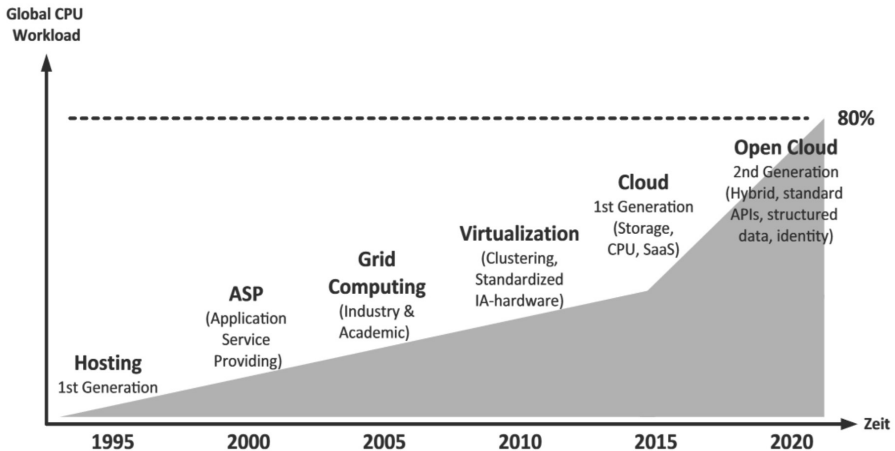 Global CPU
Workload
80%
Open Cloud
2nd Generation
(Hybrid, standard
APIs, structured
data, identity)
Cloud
1st Generation
(Storage,
CPU, SaaS)
Virtualization
(Clustering,
Standardized
IA-hardware)
Grid
Computing
(Industry &
Academic)
ASP
(Application
Service
Providing)
Hosting
1st Generation
Zeit
1995
2000
2005
2010
2015
2020